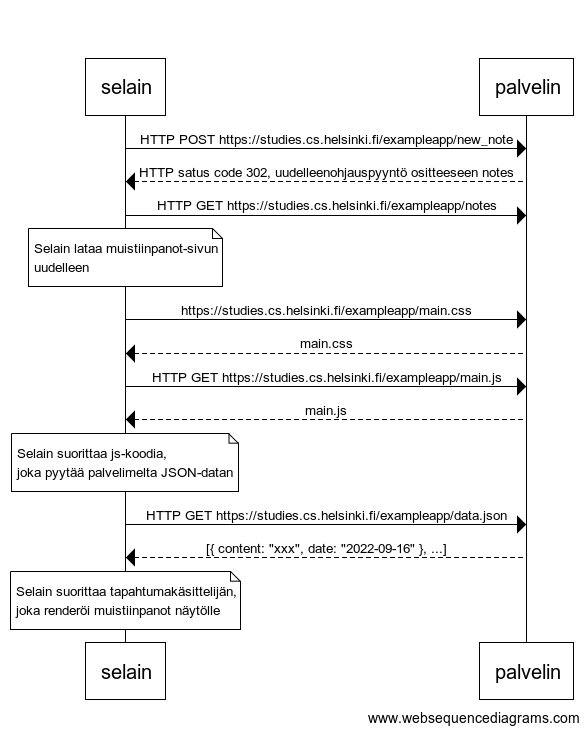 selain palvelin
HTTP POST https://studies.cs.helsinki.fi/exampleapp/new_note
HTTP satus code 302, uudelleenohjauspyyntö ositteeseen notes
HTTP GET https://studies.cs.helsinki.fi/exampleapp/notes
Selain lataa muistiinpanot-sivun
uudelleen
https://studies.cs.helsinki.fi/exampleapp/main.css
main.css
HTTP GET https://studies.cs.helsinki.fi/exampleapp/main.js
main.js
Selain suorittaa js-koodia,
joka pyytää palvelimelta JSON-datan
HTTP GET https://studies.cs.helsinki.fi/exampleapp/data.json
[{ content: "xxx", date: "2022-09-16" }, ...]
Selain suorittaa tapahtumakäsittelijän,
joka renderöi muistiinpanot näytölle
selain palvelin
www.websequencediagrams.com